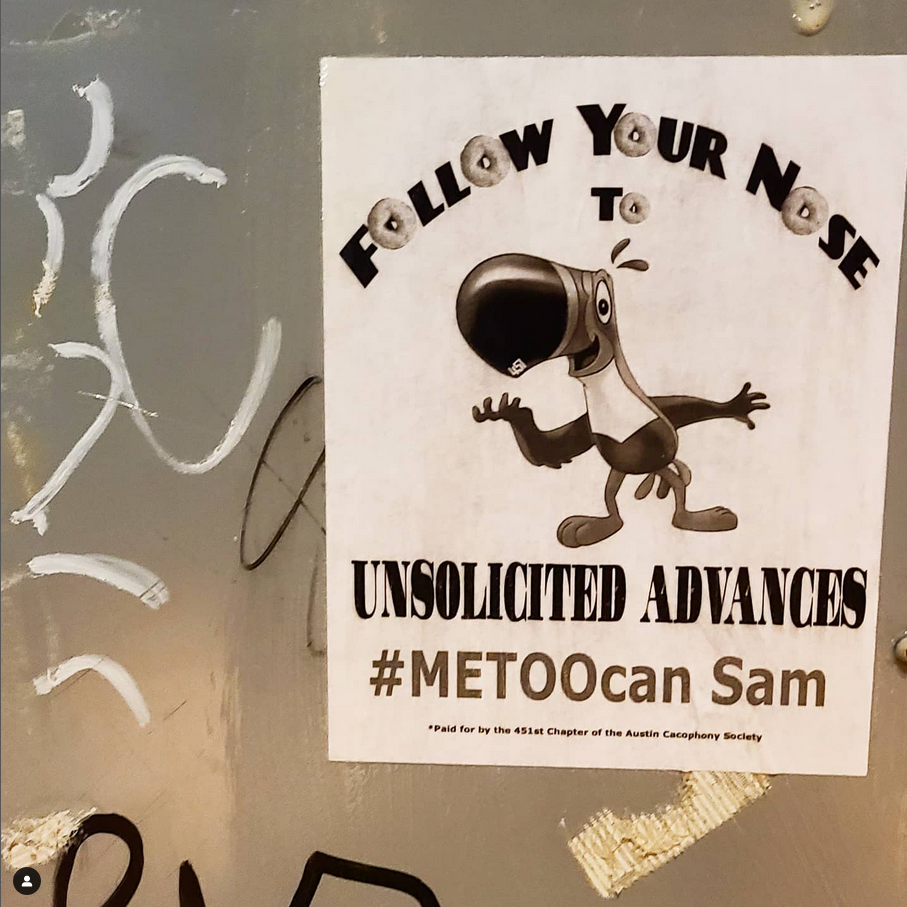 FOLLOW YOUR NOSE
TO
451
UNSOLICITED ADVANCES
#METOOcan Sam
*Paid for by the 451st Chapter of the Austin Cacophony Society